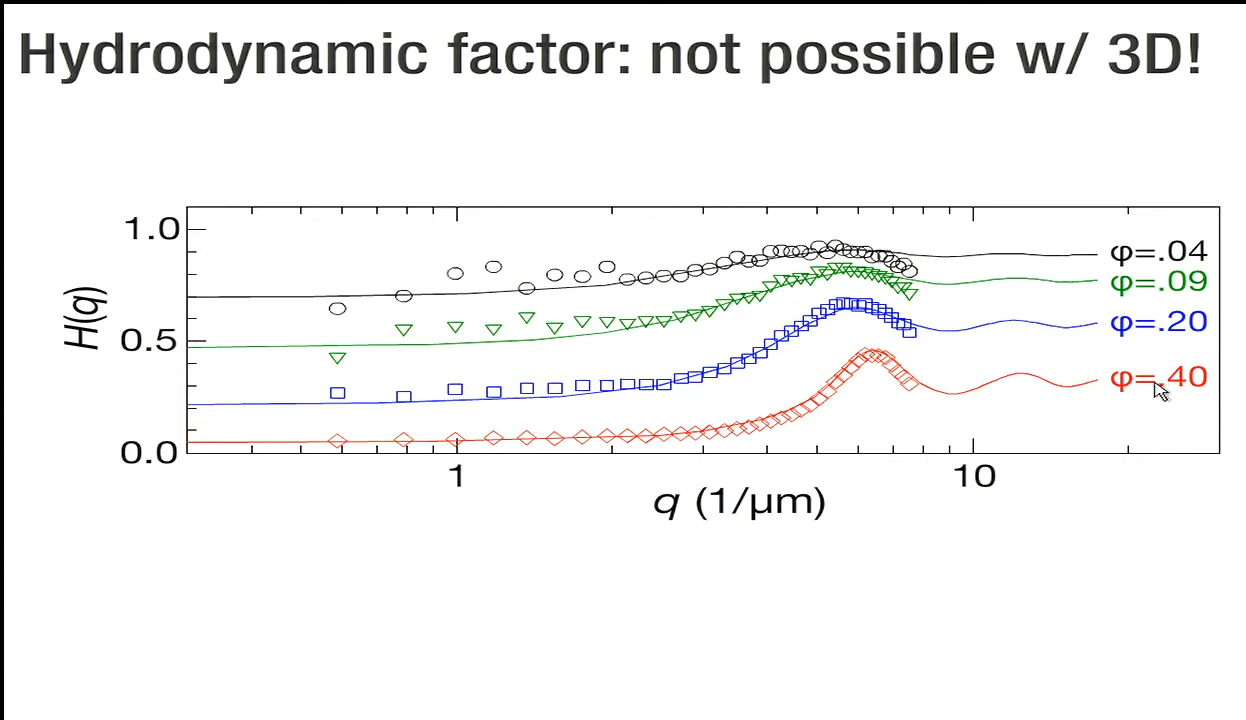 Hydrodynamic factor: not possible w/ 3D!
1.0
0.5
0.0
H(q)
φ=.04
φ=.09
φ=.20
φ=.40
1
10
q (1/μm)